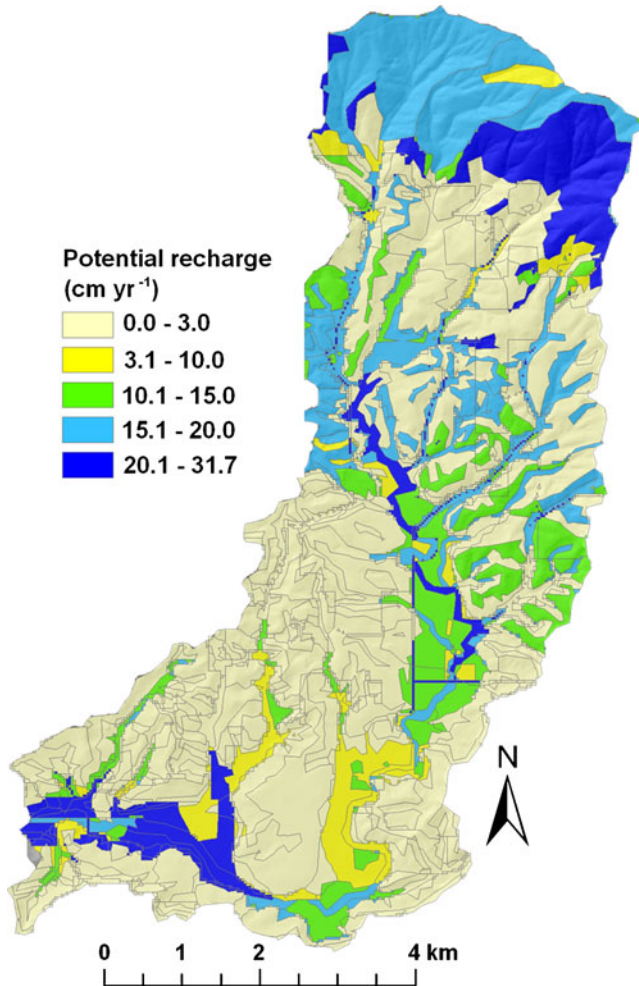 Potential recharge
(cm yr⁻¹)
0.0 - 3.0
3.1 - 10.0
10.1 - 15.0
15.1 - 20.0
20.1 - 31.7
N
0 1 2 4 km